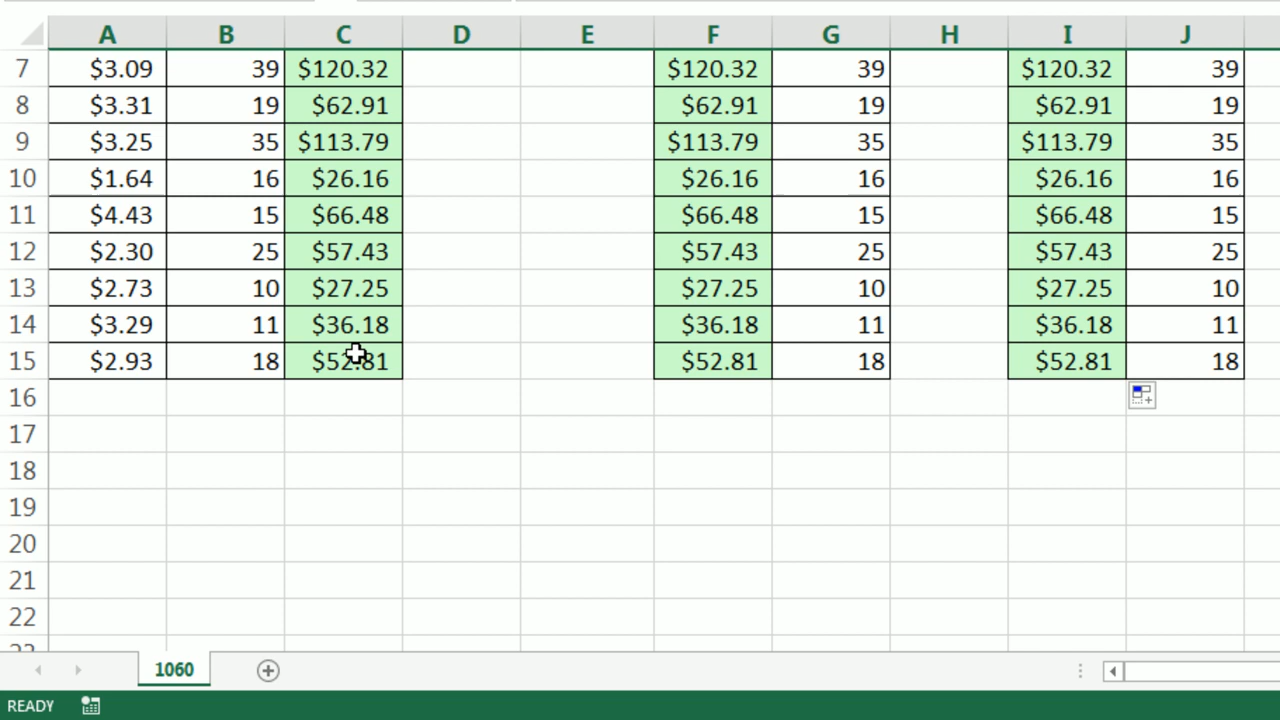 A B C D E F G H I J
7 $3.09 39 $120.32 $120.32 39 $120.32 39
8 $3.31 19 $62.91 $62.91 19 $62.91 19
9 $3.25 35 $113.79 $113.79 35 $113.79 35
10 $1.64 16 $26.16 $26.16 16 $26.16 16
11 $4.43 15 $66.48 $66.48 15 $66.48 15
12 $2.30 25 $57.43 $57.43 25 $57.43 25
13 $2.73 10 $27.25 $27.25 10 $27.25 10
14 $3.29 11 $36.18 $36.18 11 $36.18 11
15 $2.93 18 $52.81 $52.81 18 $52.81 18
16
17
18
19
20
21
22
1060
READY